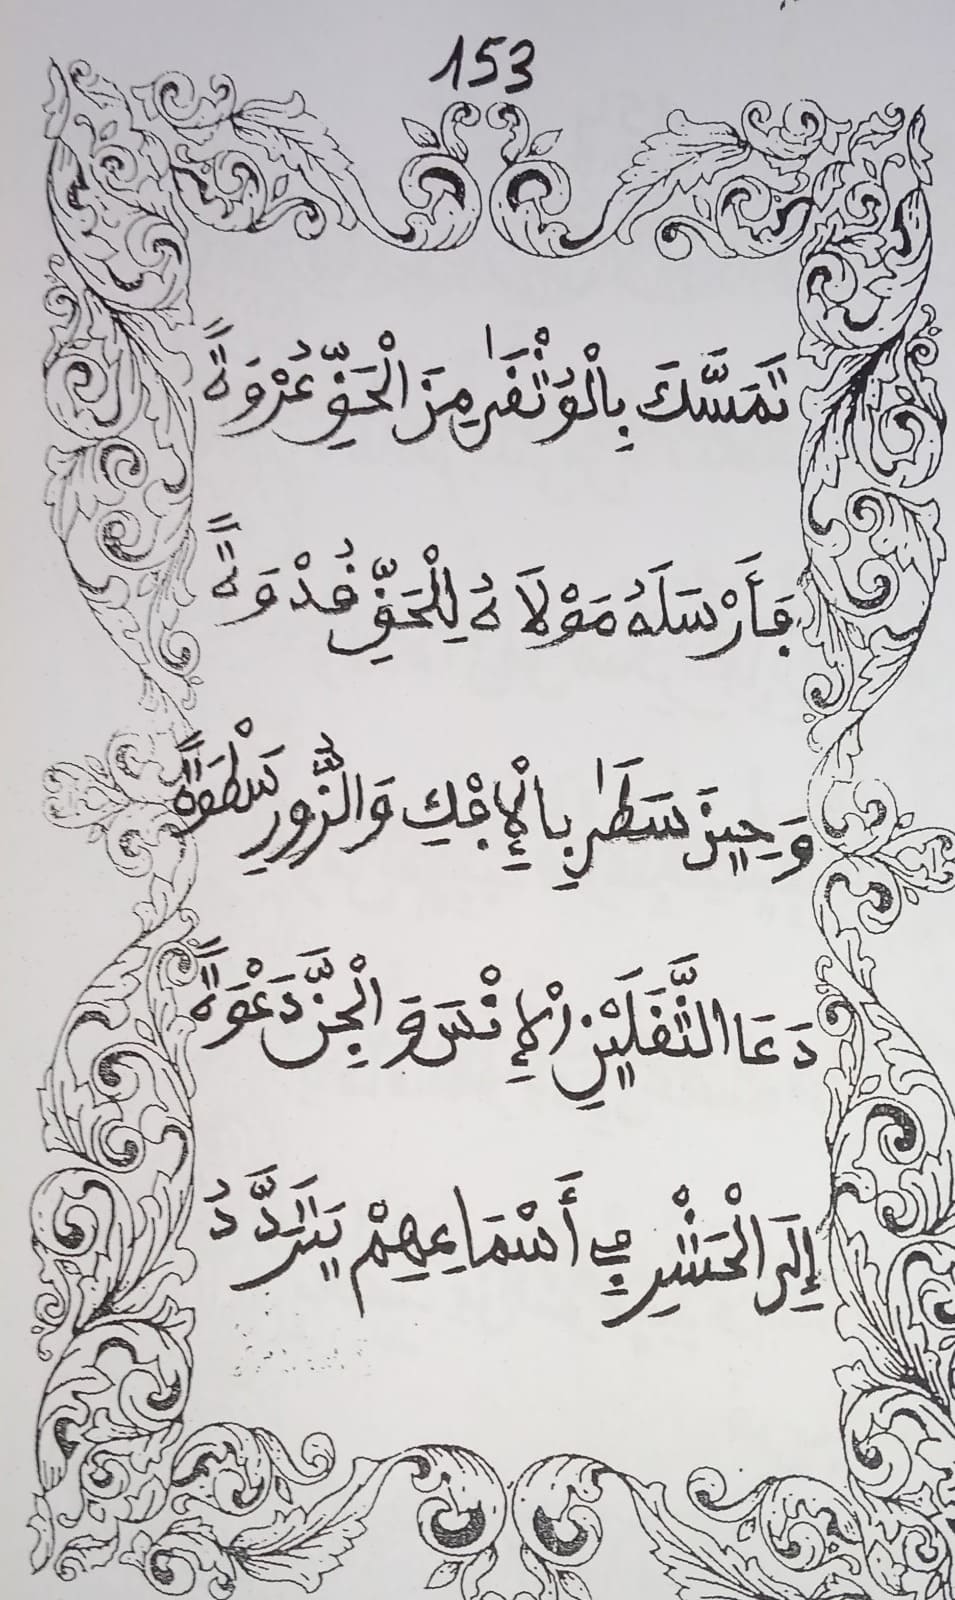 153
تَمَسَّكَ بِالْوُثْقَىٰ مِنَ الْحَقِّ عُرْوَةً
فَأَرْسَلَهُ مَوْلَاهُ لِلْحَقِّ قُدْوَةً
وَحِينَ سَطَىٰ بِالْإِفْكِ وَالزُّورِ سَطْوَةً
دَعَا الثَّقَلَيْنِ الْإِنْسَ وَ الْجِنَّ دَعْوَةً
إِلَى الْحَشْرِ فِي أَسْمَاعِهِمْ يَتَرَدَّدُ